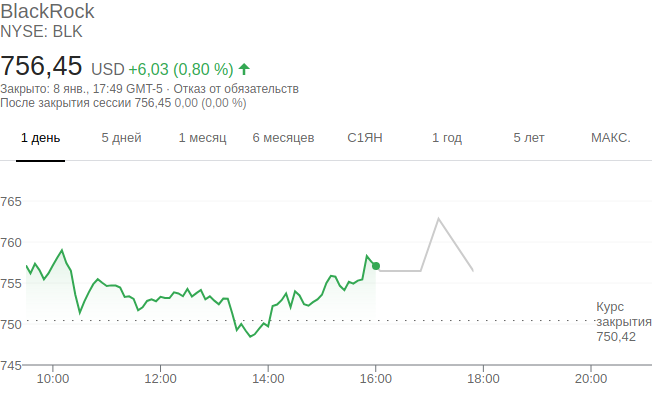 BlackRock
NYSE: BLK
756,45 USD +6,03 (0,80 %)
Закрыто: 8 янв., 17:49 GMT-5 · Отказ от обязательств
После закрытия сессии 756,45 0,00 (0,00 %)
1 день 5 дней 1 месяц 6 месяцев С1ЯН 1 год 5 лет МАКС.
765
760
755
750
745
Курс
закрытия
750,42
10:00 12:00 14:00 16:00 18:00 20:00